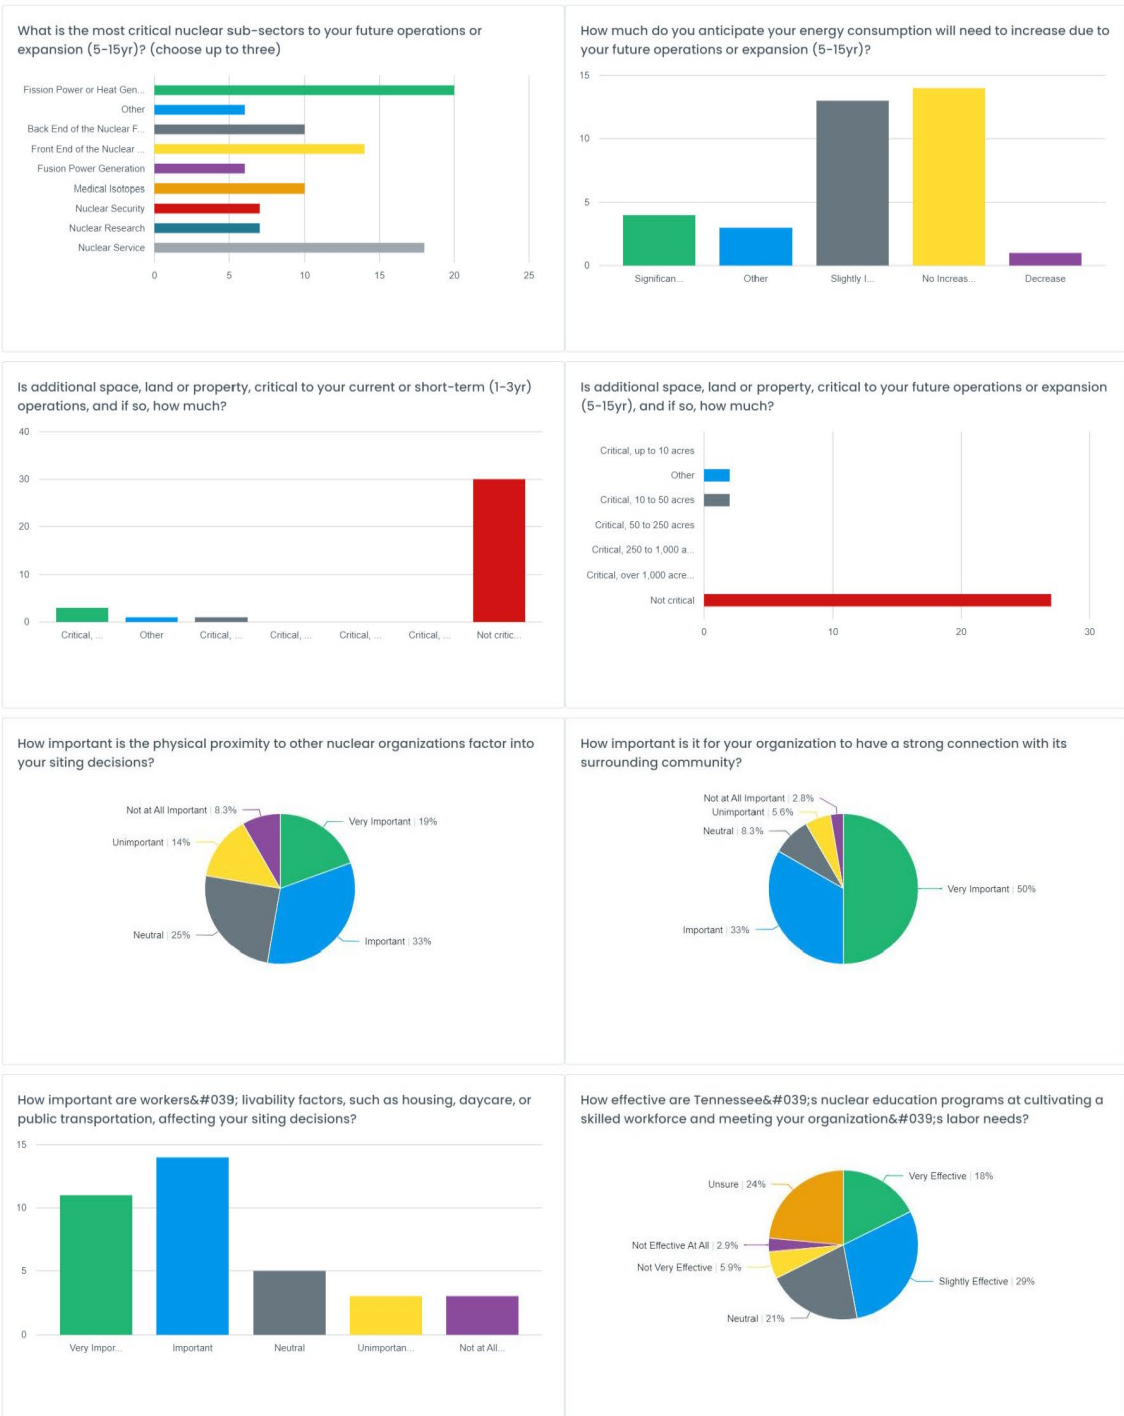 What is the most critical nuclear sub-sectors to your future operations or
expansion (5-15yr)? (choose up to three)
Fission Power or Heat Gen...
Other
Back End of the Nuclear F...
Front End of the Nuclear ...
Fusion Power Generation
Medical Isotopes
Nuclear Security
Nuclear Research
Nuclear Service
0 5 10 15 20 25
How much do you anticipate your energy consumption will need to increase due to
your future operations or expansion (5-15yr)?
15
10
5
0
Significan... Other Slightly I... No Increas... Decrease
Is additional space, land or property, critical to your current or short-term (1-3yr)
operations, and if so, how much?
40
30
20
10
0
Critical, ... Other Critical, ... Critical, ... Critical, ... Critical, ... Not critic...
Is additional space, land or property, critical to your future operations or expansion
(5-15yr), and if so, how much?
Critical, up to 10 acres
Other
Critical, 10 to 50 acres
Critical, 50 to 250 acres
Critical, 250 to 1,000 a...
Critical, over 1,000 acre...
Not critical
0 10 20 30
How important is the physical proximity to other nuclear organizations factor into
your siting decisions?
Not at All Important | 8.3%
Very Important | 19%
Unimportant | 14%
Neutral | 25%
Important | 33%
How important is it for your organization to have a strong connection with its
surrounding community?
Not at All Important | 2.8%
Unimportant | 5.6%
Neutral | 8.3%
Very Important | 50%
Important | 33%
How important are workers&#039; livability factors, such as housing, daycare, or
public transportation, affecting your siting decisions?
15
10
5
0
Very Impor... Important Neutral Unimportan... Not at All...
How effective are Tennessee&#039;s nuclear education programs at cultivating a
skilled workforce and meeting your organization&#039;s labor needs?
Very Effective | 18%
Unsure | 24%
Not Effective At All | 2.9%
Not Very Effective | 5.9%
Slightly Effective | 29%
Neutral | 21%